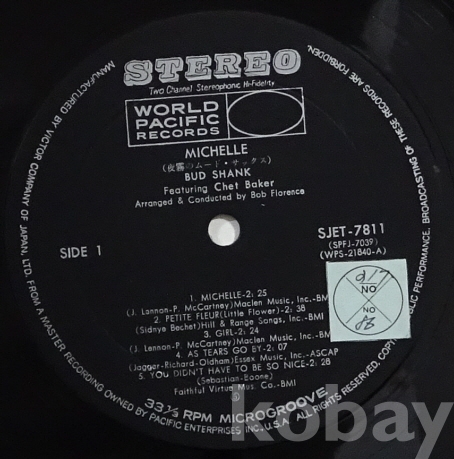 STEREO
Two Channel Stereophonic Hi-Fidelity
WORLD
PACIFIC
RECORDS
MICHELLE
(夜霧のムード・サックス)
BUD SHANK
Featuring Chet Baker
Arranged & Conducted by Bob Florence
SIDE 1
SJET-7811
(SPFJ-7039)
(WPS-21840-A)
NO
NO
1. MICHELLE-2: 25
(J. Lennon-P. McCartney)Maclen Music, Inc.-BMI
2. PETITE FLEUR(Little Flower)-2: 38
(Sidnye Bechet)Hill & Range Songs, Inc.-BMI
3. GIRL-2: 24
(J. Lennon-P. McCartney)Maclen Music, Inc.-BMI
4. AS TEARS GO BY-2: 07
(Jagger-Richard-Oldham)Essex Music, Inc.-ASCAP
5. YOU DIDN'T HAVE TO BE SO NICE-2: 28
(Sebastian-Boone)
Faithful Virtue Mus. Co.-BMI
33⅓ RPM MICROGROOVE
MANUFACTURED BY VICTOR COMPANY OF JAPAN, LTD. FROM A MASTER RECORDING OWNED BY PACIFIC ENTERPRISES, INC., U.S.A. ALL RIGHTS RESERVED,
PUBLIC PERFORMANCE, BROADCASTING OF THESE RECORDS ARE FORBIDDEN.
kobay